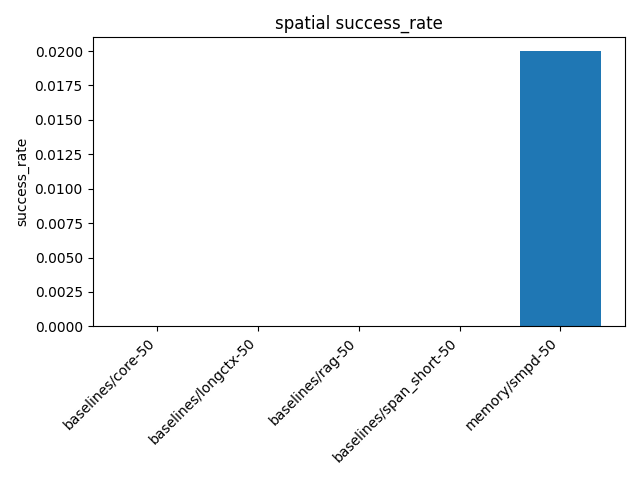 spatial success_rate
success_rate
0.0200
0.0175
0.0150
0.0125
0.0100
0.0075
0.0050
0.0025
0.0000
baselines/core-50
baselines/longctx-50
baselines/rag-50
baselines/span_short-50
memory/smpd-50